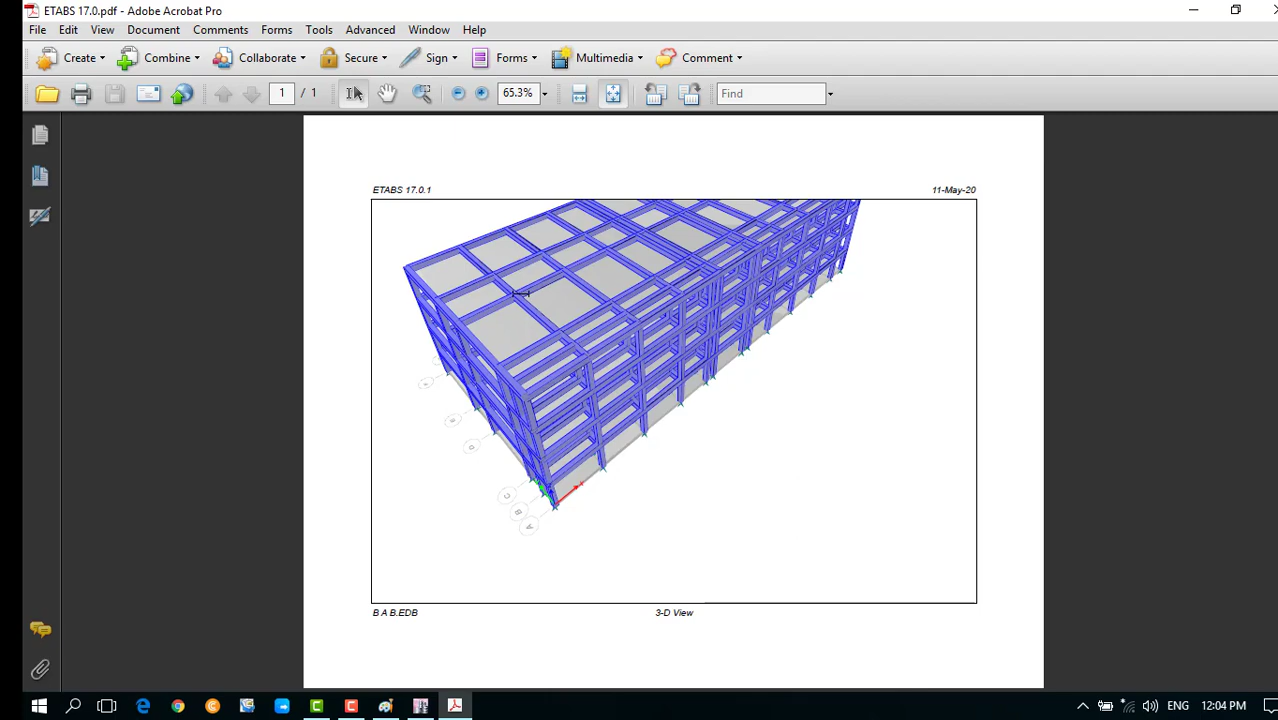 ETABS 17.0.pdf - Adobe Acrobat Pro
File Edit View Document Comments Forms Tools Advanced Window Help
Create Combine Collaborate Secure Sign Forms Multimedia Comment
1 / 1 65.3% Find
ETABS 17.0.1 11-May-20
C
B
A
B A B.EDB 3-D View
ENG 12:04 PM